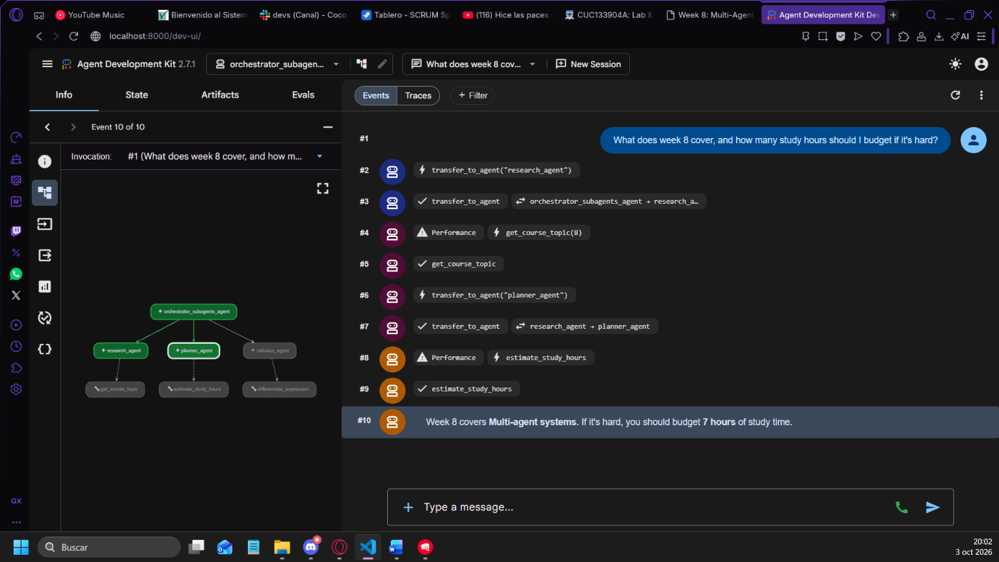 YouTube Music
Bienvenido al Sistem
devs (Canal) - Coco
Tablero - SCRUM Sp
(116) Hice las paces
CUC133904A: Lab &
Week 8: Multi-Agent
Agent Development Kit Dev
localhost:8000/dev-ui/
AI
Agent Development Kit 2.7.1
orchestrator_subagen...
What does week 8 cov...
New Session
Info
State
Artifacts
Evals
Events
Traces
+ Filter
Event 10 of 10
Invocation:
#1 (What does week 8 cover, and how m...
orchestrator_subagents_agent
research_agent
planner_agent
calculus_agent
get_course_topic
estimate_study_hours
differentiate_expression
#1
What does week 8 cover, and how many study hours should I budget if it's hard?
#2
transfer_to_agent("research_agent")
#3
transfer_to_agent
orchestrator_subagents_agent → research_a…
#4
Performance
get_course_topic(8)
#5
get_course_topic
#6
transfer_to_agent("planner_agent")
#7
transfer_to_agent
research_agent → planner_agent
#8
Performance
estimate_study_hours
#9
estimate_study_hours
#10
Week 8 covers Multi-agent systems. If it's hard, you should budget 7 hours of study time.
Type a message...
GX
Buscar
20:02
3 oct 2026